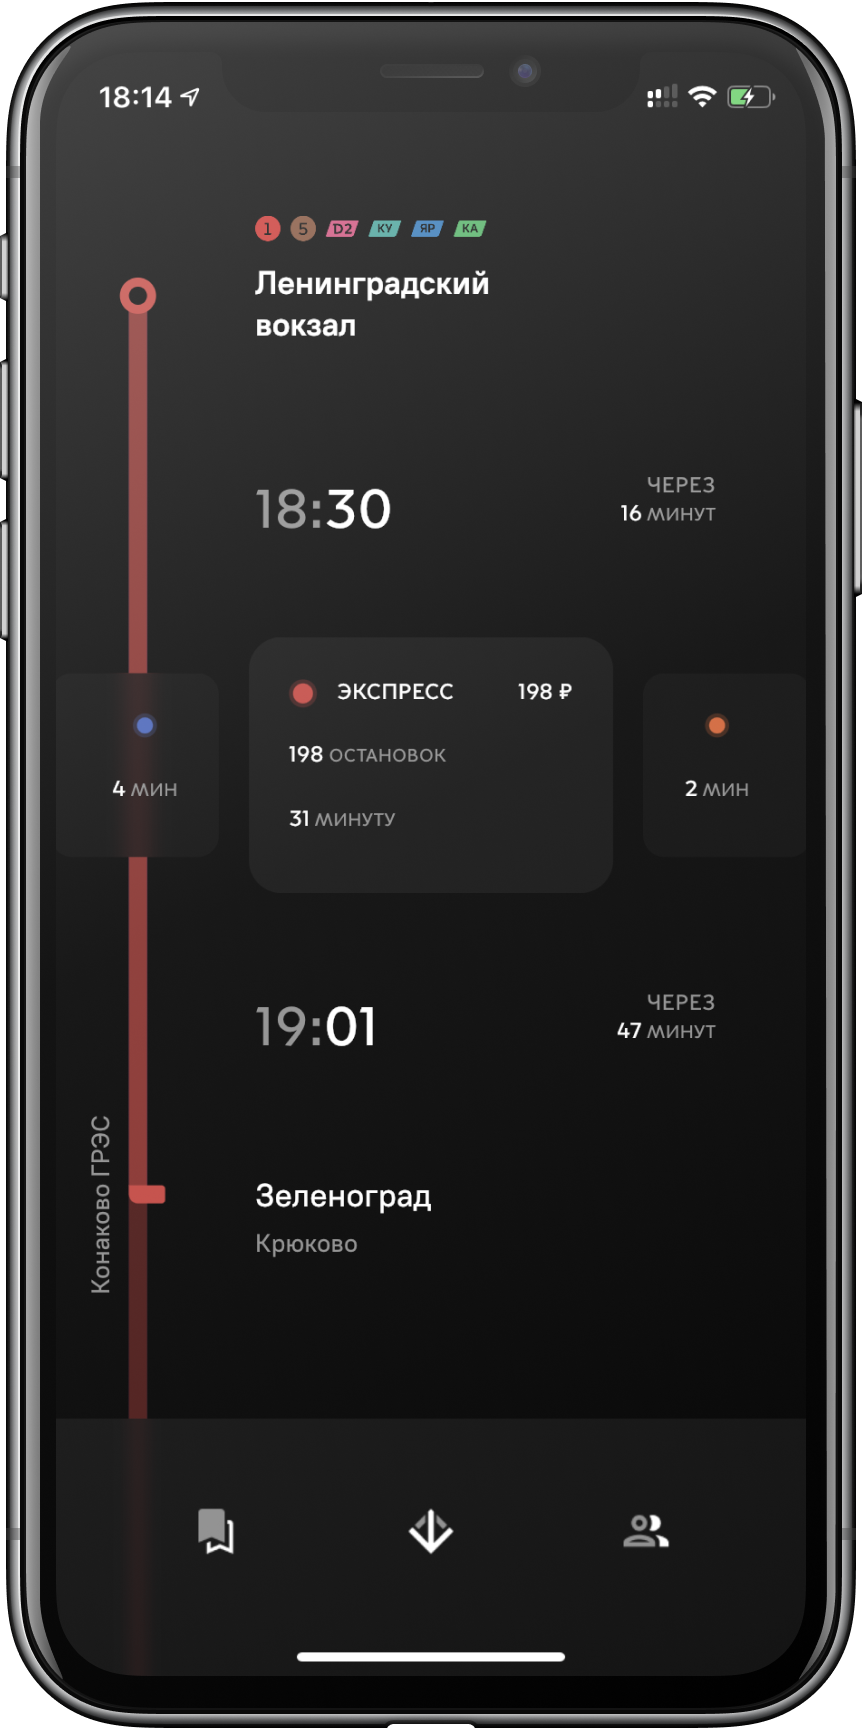 18:14
1 5 D2 КУ ЯР КА
Ленинградский
вокзал
18:30
ЧЕРЕЗ
16 МИНУТ
ЭКСПРЕСС 198 ₽
198 ОСТАНОВОК
31 МИНУТУ
4 МИН
2 МИН
19:01
ЧЕРЕЗ
47 МИНУТ
Конаково ГРЭС
Зеленоград
Крюково